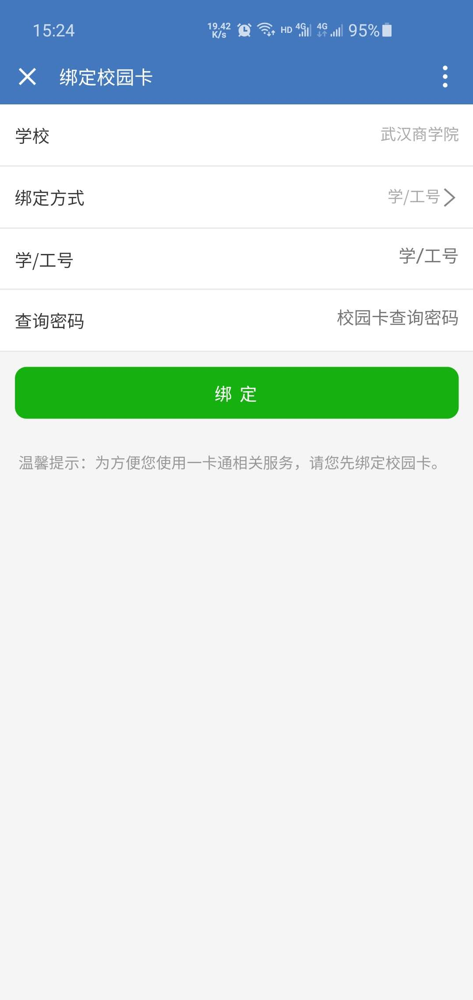 15:24 19.42 K/s HD 4G 4G 95%
绑定校园卡
学校 武汉商学院
绑定方式 学/工号
学/工号 学/工号
查询密码 校园卡查询密码
绑 定
温馨提示：为方便您使用一卡通相关服务，请您先绑定校园卡。